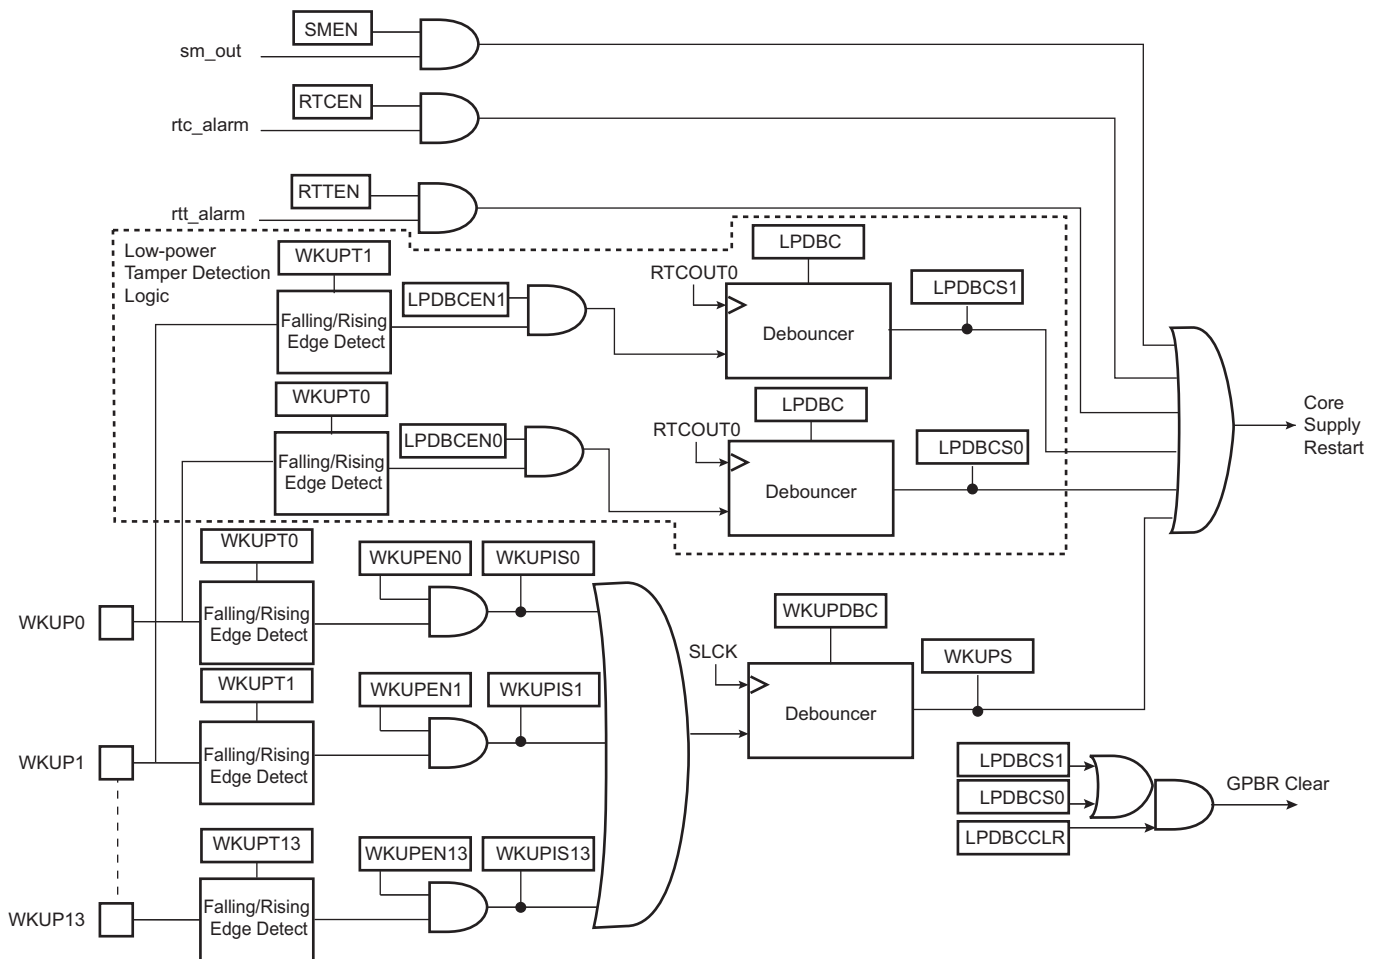 SMEN
sm_out
RTCEN
rtc_alarm
RTTEN
rtt_alarm
Low-power
Tamper Detection
Logic
WKUPT1
Falling/Rising
Edge Detect
LPDBCEN1
RTCOUT0
LPDBC
Debouncer
LPDBCS1
WKUPT0
Falling/Rising
Edge Detect
LPDBCEN0
RTCOUT0
LPDBC
Debouncer
LPDBCS0
Core
Supply
Restart
WKUP0
WKUPT0
Falling/Rising
Edge Detect
WKUPEN0
WKUPIS0
WKUP1
WKUPT1
Falling/Rising
Edge Detect
WKUPEN1
WKUPIS1
SLCK
WKUPDBC
Debouncer
WKUPS
WKUP13
WKUPT13
Falling/Rising
Edge Detect
WKUPEN13
WKUPIS13
LPDBCS1
LPDBCS0
LPDBCCLR
GPBR Clear